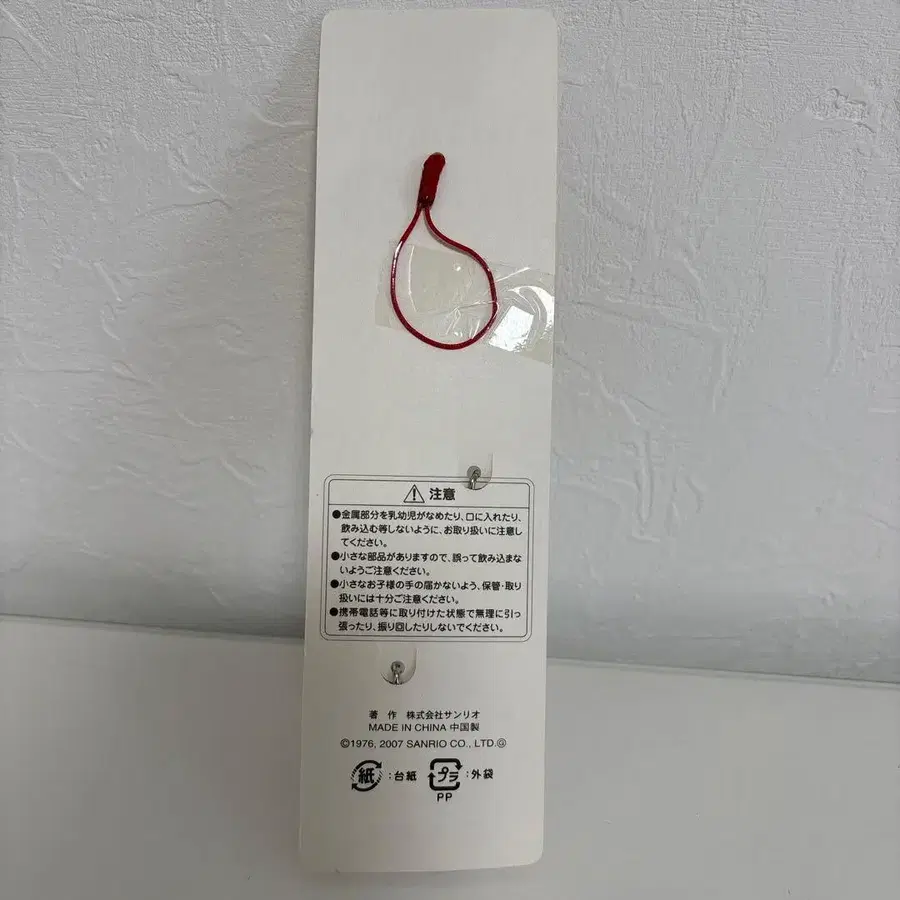 ⚠ 注意
●金属部分を乳幼児がなめたり、口に入れたり、
飲み込む等しないように、お取り扱いに注意し
てください。
●小さな部品がありますので、誤って飲み込まな
いようご注意ください。
●小さなお子様の手の届かないよう、保管・取り
扱いには十分ご注意ください。
●携帯電話等に取り付けた状態で無理に引っ
張ったり、振り回したりしないでください。
著 作 株式会社サンリオ
MADE IN CHINA 中国製
©1976, 2007 SANRIO CO., LTD.Ⓖ
紙 : 台紙 プラ : 外袋
PP